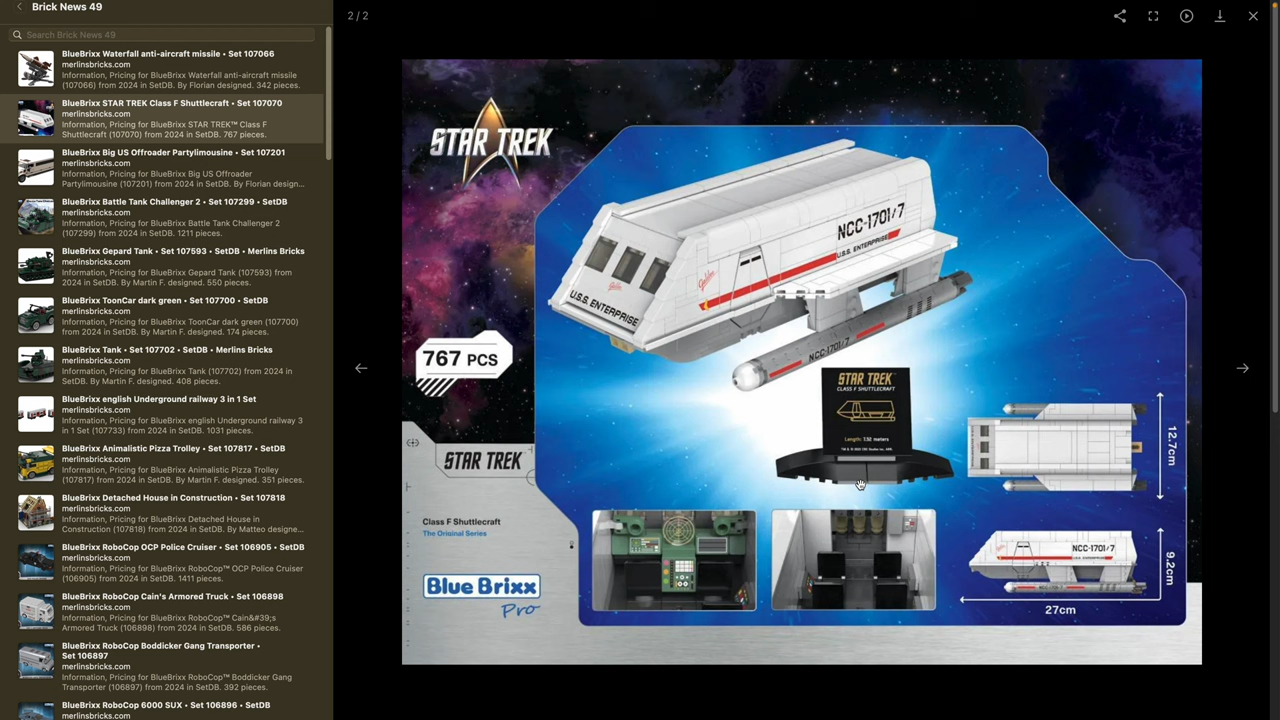 Brick News 49
Search Brick News 49
BlueBrixx Waterfall anti-aircraft missile • Set 107066
merlinsbricks.com
Information, Pricing for BlueBrixx Waterfall anti-aircraft missile
(107066) from 2024 in SetDB. By Florian designed. 342 pieces.
BlueBrixx STAR TREK Class F Shuttlecraft • Set 107070
merlinsbricks.com
Information, Pricing for BlueBrixx STAR TREK™ Class F
Shuttlecraft (107070) from 2024 in SetDB. 767 pieces.
BlueBrixx Big US Offroader Partylimousine • Set 107201
merlinsbricks.com
Information, Pricing for BlueBrixx Big US Offroader
Partylimousine (107201) from 2024 in SetDB. By Florian design...
BlueBrixx Battle Tank Challenger 2 • Set 107299 • SetDB
merlinsbricks.com
Information, Pricing for BlueBrixx Battle Tank Challenger 2
(107299) from 2024 in SetDB. 1211 pieces.
BlueBrixx Gepard Tank • Set 107593 • SetDB • Merlins Bricks
merlinsbricks.com
Information, Pricing for BlueBrixx Gepard Tank (107593) from
2024 in SetDB. By Martin F. designed. 550 pieces.
BlueBrixx ToonCar dark green • Set 107700 • SetDB
merlinsbricks.com
Information, Pricing for BlueBrixx ToonCar dark green (107700)
from 2024 in SetDB. By Martin F. designed. 174 pieces.
BlueBrixx Tank • Set 107702 • SetDB • Merlins Bricks
merlinsbricks.com
Information, Pricing for BlueBrixx Tank (107702) from 2024 in
SetDB. By Martin F. designed. 408 pieces.
BlueBrixx english Underground railway 3 in 1 Set
merlinsbricks.com
Information, Pricing for BlueBrixx english Underground railway 3
in 1 Set (107733) from 2024 in SetDB. 1031 pieces.
BlueBrixx Animalistic Pizza Trolley • Set 107817 • SetDB
merlinsbricks.com
Information, Pricing for BlueBrixx Animalistic Pizza Trolley
(107817) from 2024 in SetDB. By Martin F. designed. 351 pieces.
BlueBrixx Detached House in Construction • Set 107818
merlinsbricks.com
Information, Pricing for BlueBrixx Detached House in
Construction (107818) from 2024 in SetDB. By Matteo designe...
BlueBrixx RoboCop OCP Police Cruiser • Set 106905 • SetDB
merlinsbricks.com
Information, Pricing for BlueBrixx RoboCop™ OCP Police Cruiser
(106905) from 2024 in SetDB. 1411 pieces.
BlueBrixx RoboCop Cain's Armored Truck • Set 106898
merlinsbricks.com
Information, Pricing for BlueBrixx RoboCop™ Cain&#39;s
Armored Truck (106898) from 2024 in SetDB. 586 pieces.
BlueBrixx RoboCop Boddicker Gang Transporter •
Set 106897
merlinsbricks.com
Information, Pricing for BlueBrixx RoboCop™ Boddicker Gang
Transporter (106897) from 2024 in SetDB. 392 pieces.
BlueBrixx RoboCop 6000 SUX • Set 106896 • SetDB
merlinsbricks.com
2 / 2
STAR TREK
NCC-1701/7
U.S.S. ENTERPRISE
Galileo
Galileo
U.S.S. ENTERPRISE
NCC-1701/7
767 PCS
STAR TREK
CLASS F SHUTTLECRAFT
STAR TREK
Class F Shuttlecraft
The Original Series
Blue Brixx
Pro
12.7cm
NCC-1701/7
9.2cm
27cm